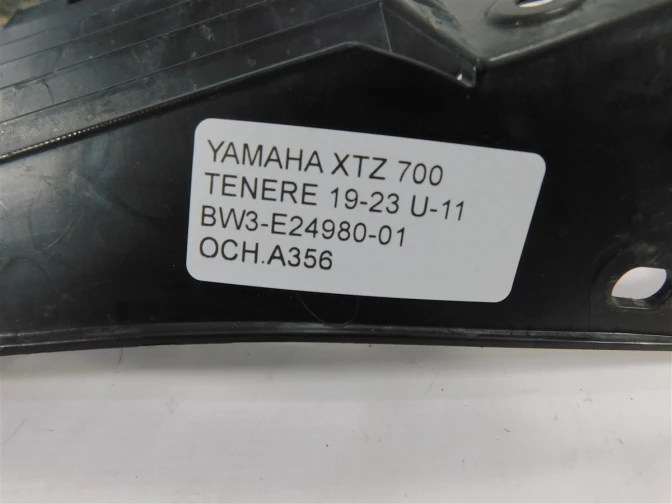 YAMAHA XTZ 700
TENERE 19-23 U-11
BW3-E24980-01
OCH.A356